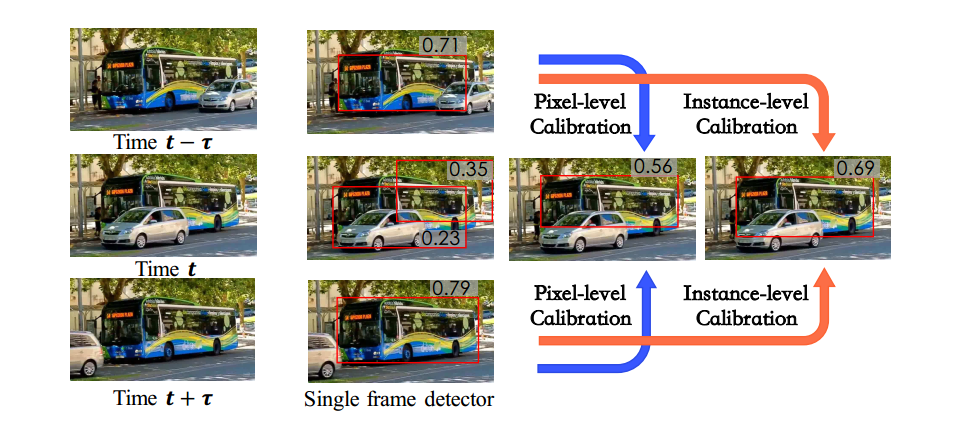 0.71
Time t − τ
Pixel-level
Calibration
Instance-level
Calibration
0.35
0.23
0.56
0.69
Time t
0.79
Pixel-level
Calibration
Instance-level
Calibration
Time t + τ
Single frame detector